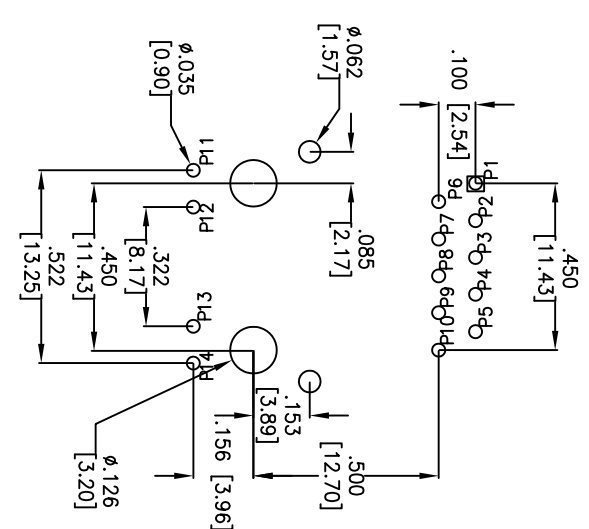 .450
[11.43]
.100
[2.54]
P1
P2
P3
P4
P5
P6
P7
P8
P9
P10
ø.062
[1.57]
.085
[2.17]
ø.035
[0.90]
P11
P12
P13
P14
.322
[8.17]
.450
[11.43]
.522
[13.25]
.500
[12.70]
.153
[3.89]
.156 [3.96]
ø.126
[3.20]